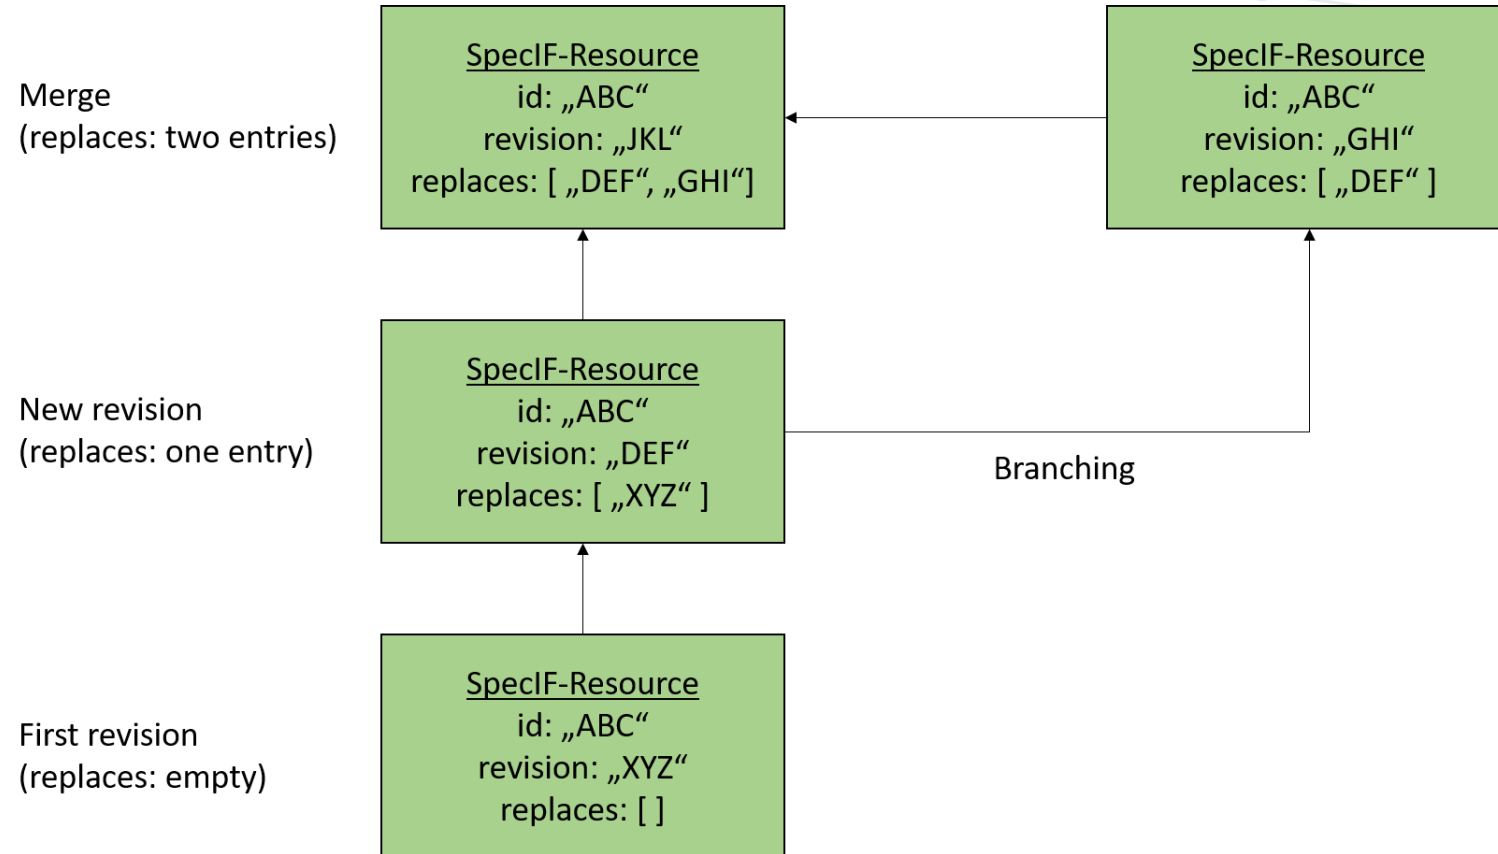 Merge
(replaces: two entries)
SpecIF-Resource
id: „ABC“
revision: „JKL“
replaces: [ „DEF“, „GHI“]
SpecIF-Resource
id: „ABC“
revision: „GHI“
replaces: [ „DEF“ ]
New revision
(replaces: one entry)
SpecIF-Resource
id: „ABC“
revision: „DEF“
replaces: [ „XYZ“ ]
Branching
First revision
(replaces: empty)
SpecIF-Resource
id: „ABC“
revision: „XYZ“
replaces: [ ]